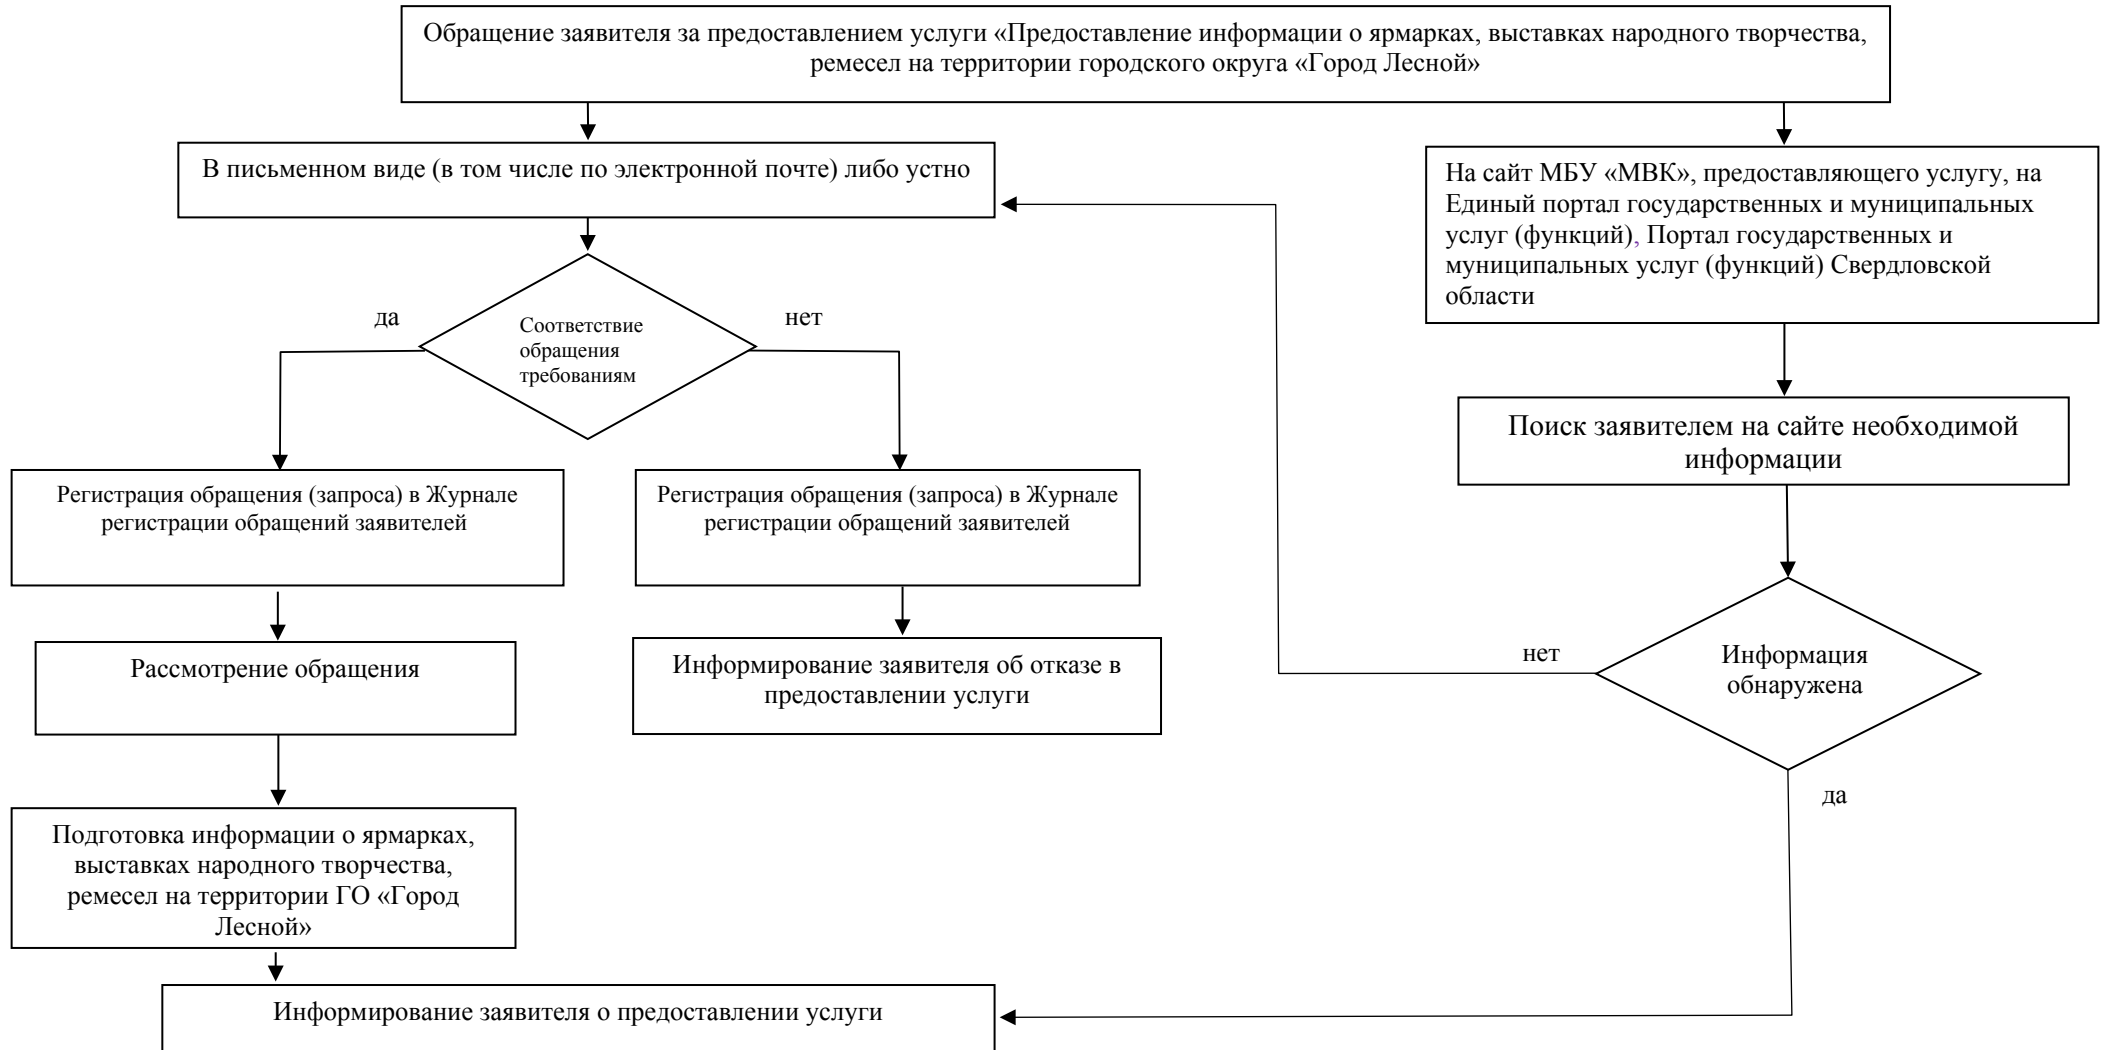 Обращение заявителя за предоставлением услуги «Предоставление информации о ярмарках, выставках народного творчества,
ремесел на территории городского округа «Город Лесной»
В письменном виде (в том числе по электронной почте) либо устно
На сайт МБУ «МВК», предоставляющего услугу, на
Единый портал государственных и муниципальных
услуг (функций), Портал государственных и
муниципальных услуг (функций) Свердловской
области
да
нет
Соответствие
обращения
требованиям
Поиск заявителем на сайте необходимой
информации
Регистрация обращения (запроса) в Журнале
регистрации обращений заявителей
Регистрация обращения (запроса) в Журнале
регистрации обращений заявителей
Рассмотрение обращения
Информирование заявителя об отказе в
предоставлении услуги
нет
Информация
обнаружена
да
Подготовка информации о ярмарках,
выставках народного творчества,
ремесел на территории ГО «Город
Лесной»
Информирование заявителя о предоставлении услуги